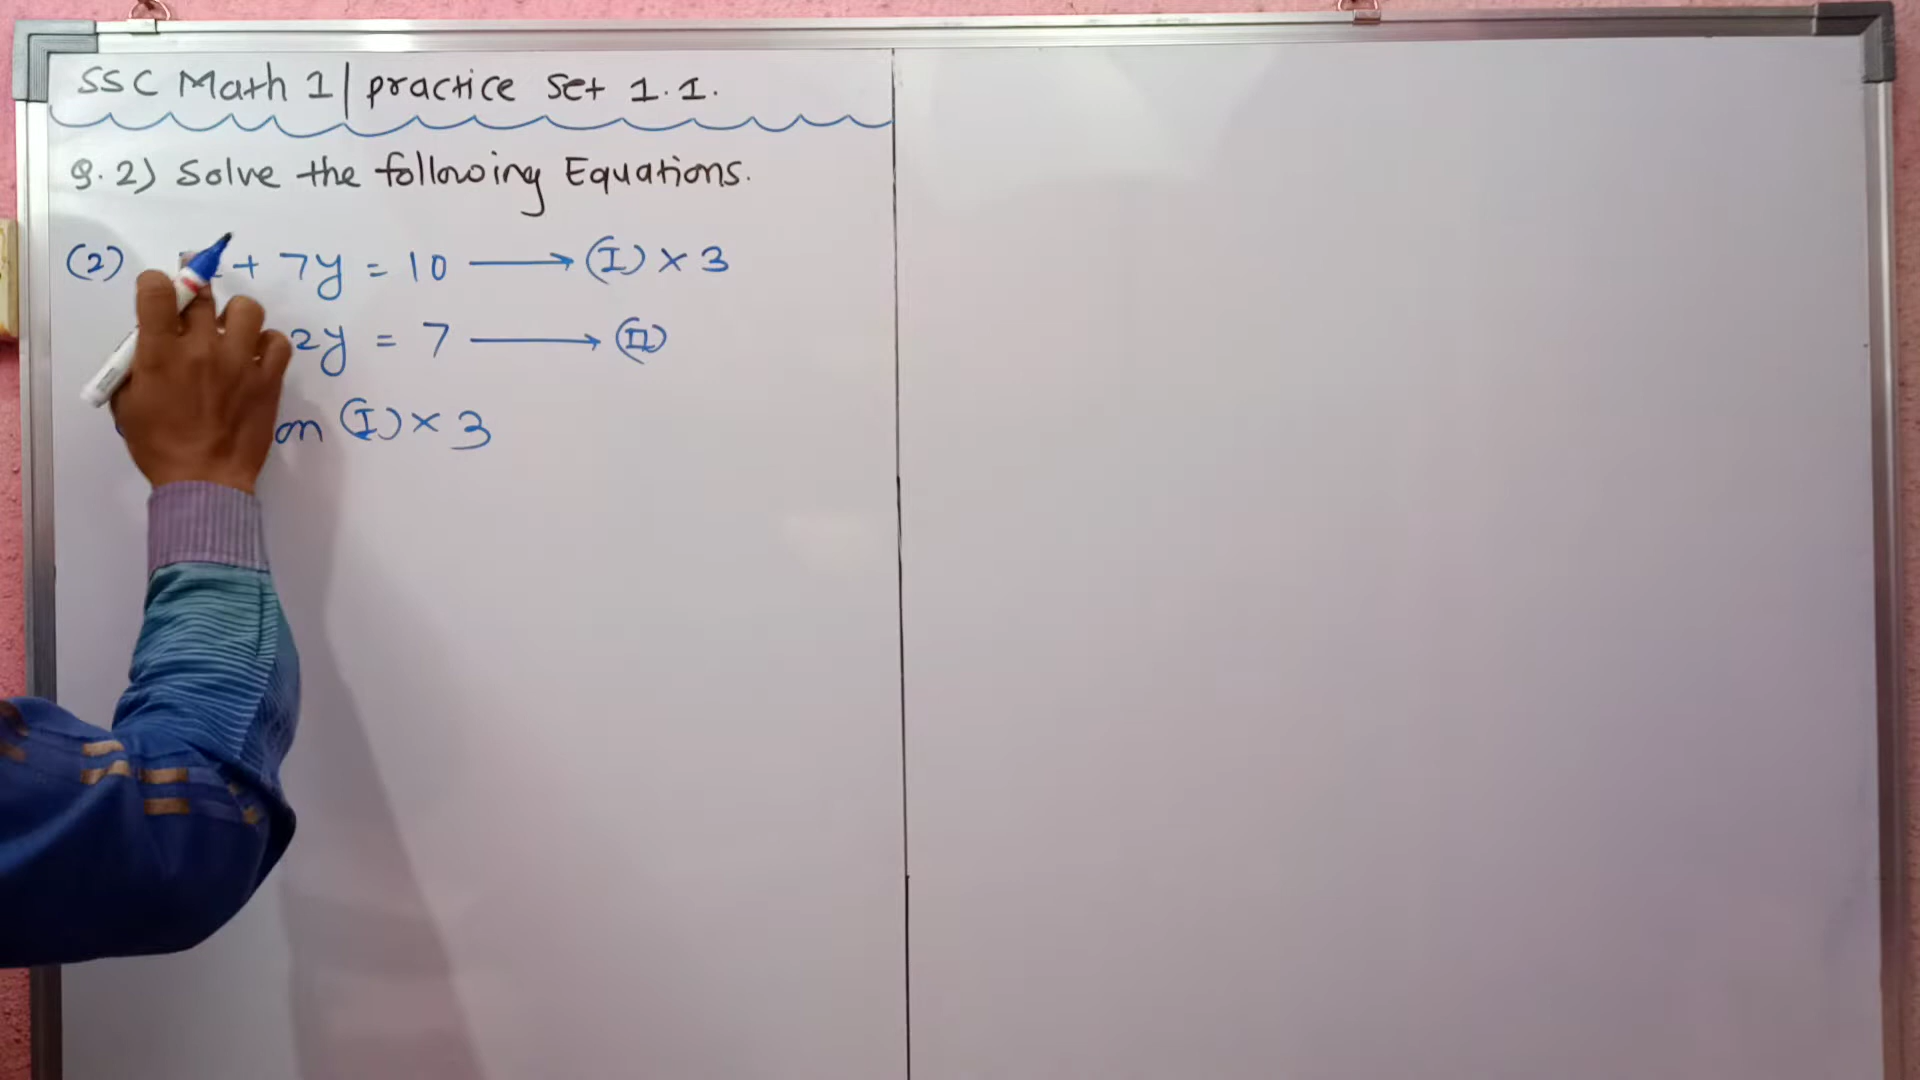 SSC Math 1 | practice set 1.1.
Q.2) Solve the following Equations.
(2) + 7y = 10 ⟶ (I) × 3
2y = 7 ⟶ (II)
on (I) × 3